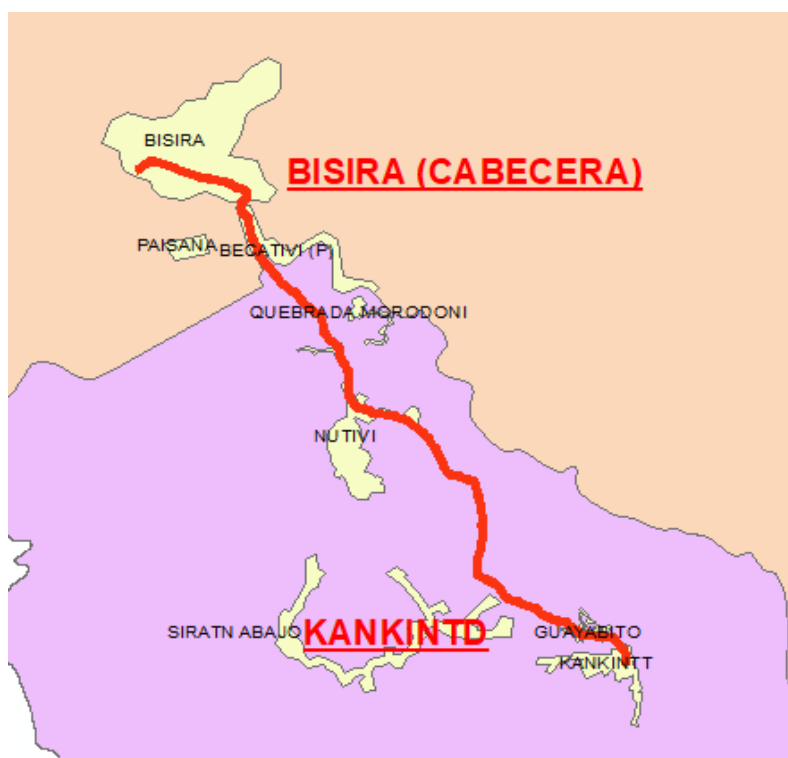 BISIRA
BISIRA (CABECERA)
PAISANA
BECATIVI (P)
QUEBRADA MORODONI
NUTIVI
SIRATN ABAJO
KANKINTD
GUAYABITO
KANKINTT